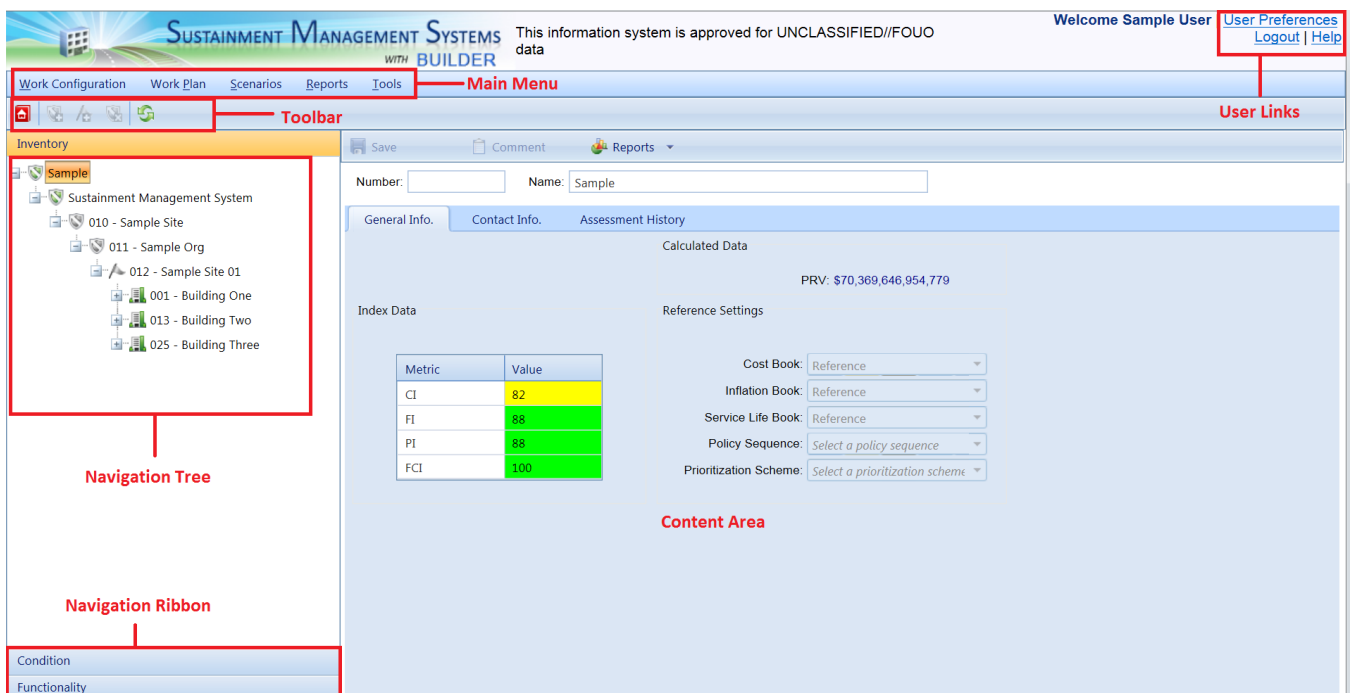 SUSTAINMENT MANAGEMENT SYSTEMS
WITH BUILDER
This information system is approved for UNCLASSIFIED//FOUO
data
Welcome Sample User
User Preferences
Logout | Help
Work Configuration Work Plan Scenarios Reports Tools
Main Menu
Toolbar
User Links
Inventory
Save Comment Reports
Sample
Sustainment Management System
010 - Sample Site
011 - Sample Org
012 - Sample Site 01
001 - Building One
013 - Building Two
025 - Building Three
Navigation Tree
Number: Name: Sample
General Info. Contact Info. Assessment History
Calculated Data
PRV: $70,369,646,954,779
Index Data
Metric Value
CI 82
FI 88
PI 88
FCI 100
Reference Settings
Cost Book: Reference
Inflation Book: Reference
Service Life Book: Reference
Policy Sequence: Select a policy sequence
Prioritization Scheme: Select a prioritization scheme
Content Area
Navigation Ribbon
Condition
Functionality